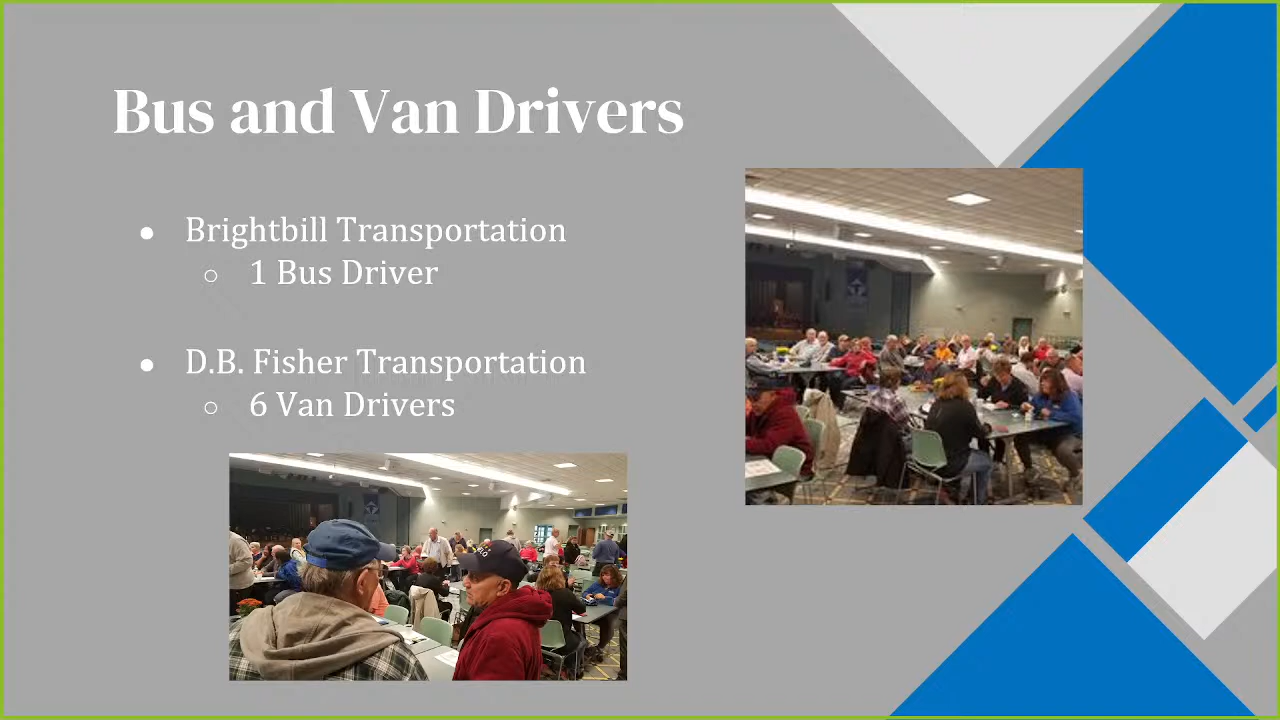 Bus and Van Drivers
● Brightbill Transportation
○ 1 Bus Driver
● D.B. Fisher Transportation
○ 6 Van Drivers